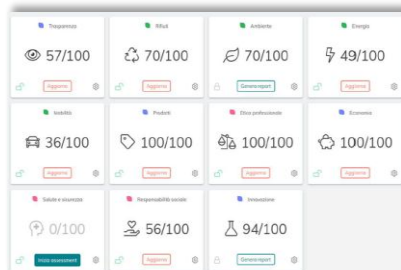 Trasparenza
Rifiuti
Ambiente
Energia
57/100
70/100
70/100
49/100
Aggiorna
Aggiorna
Genera report
Aggiorna
Mobilità
Prodotti
Etica professionale
Economia
36/100
100/100
100/100
100/100
Aggiorna
Aggiorna
Aggiorna
Aggiorna
Salute e sicurezza
Responsabilità sociale
Innovazione
0/100
56/100
94/100
Inizia assessment
Aggiorna
Genera report